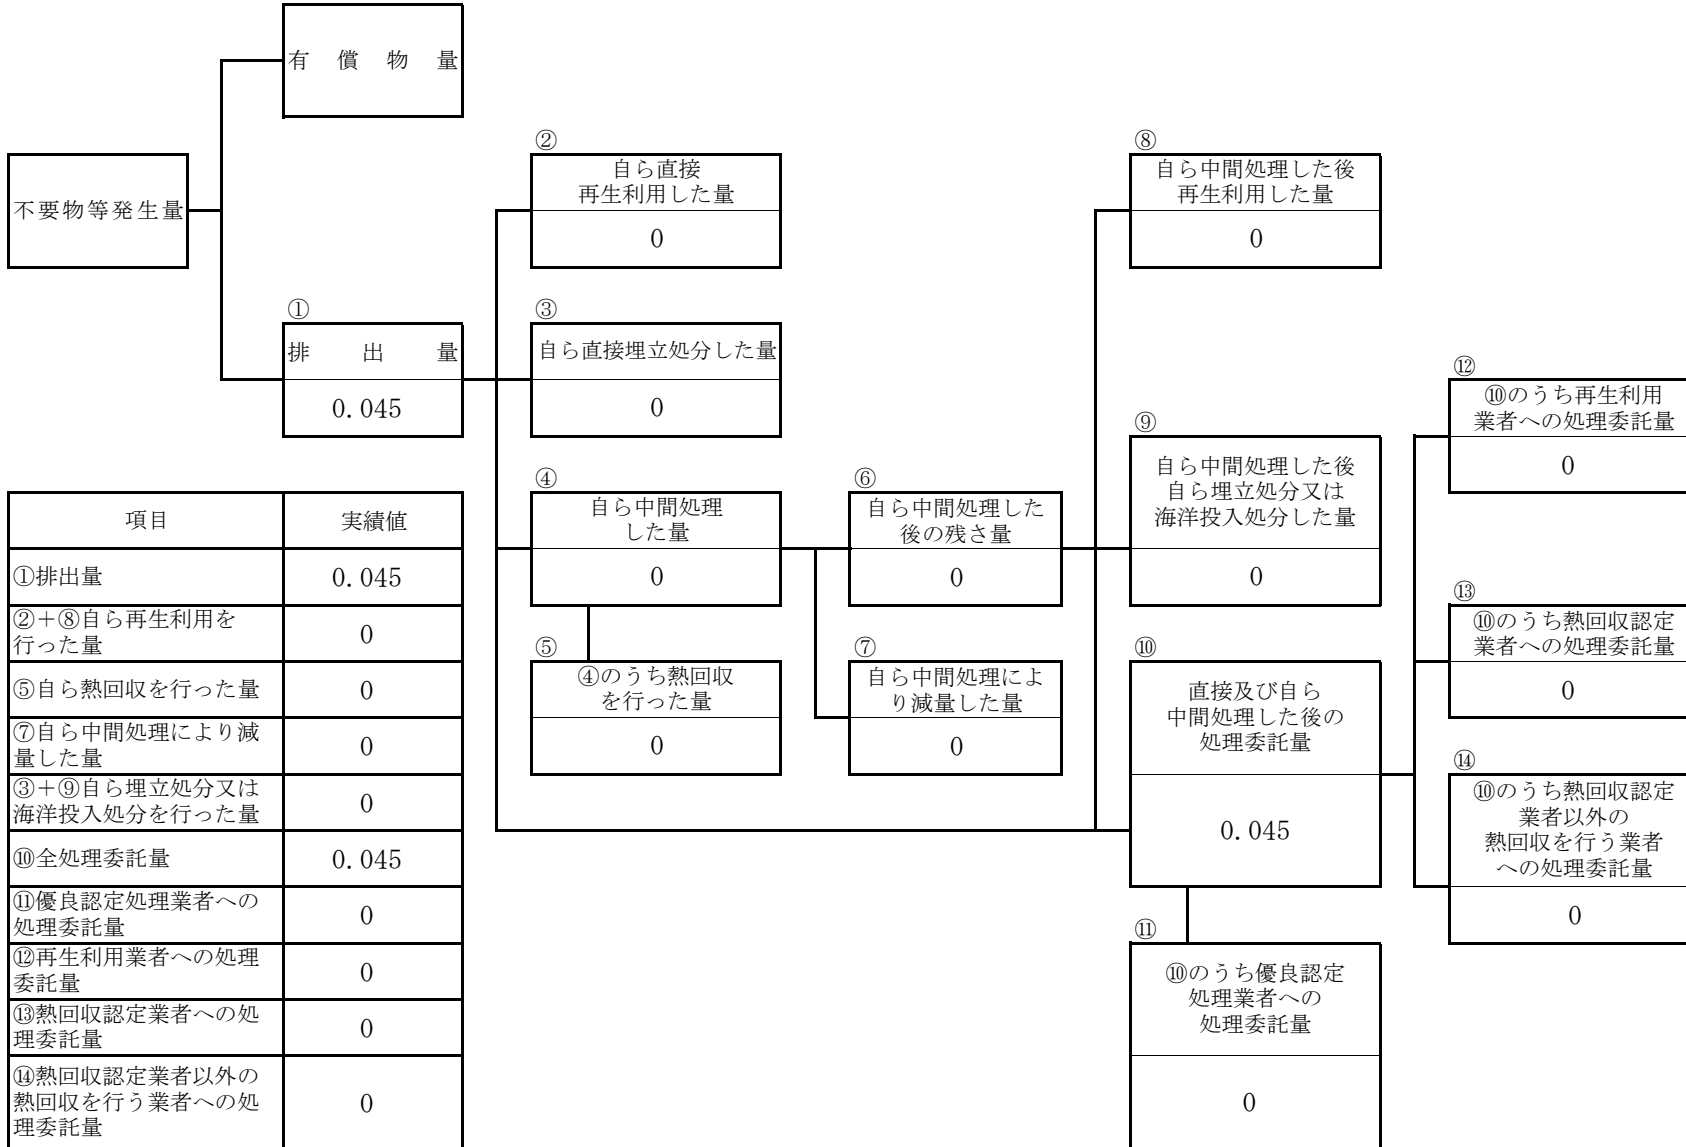 有償物量
不要物等発生量
②
自ら直接
再生利用した量
0
⑧
自ら中間処理した後
再生利用した量
0
①
排出量
0.045
③
自ら直接埋立処分した量
0
⑫
⑩のうち再生利用
業者への処理委託量
0
④
自ら中間処理
した量
0
⑥
自ら中間処理した
後の残さ量
0
⑨
自ら中間処理した後
自ら埋立処分又は
海洋投入処分した量
0
⑬
⑩のうち熱回収認定
業者への処理委託量
0
⑤
④のうち熱回収
を行った量
0
⑦
自ら中間処理によ
り減量した量
0
⑩
直接及び自ら
中間処理した後の
処理委託量
0.045
⑭
⑩のうち熱回収認定
業者以外の
熱回収を行う業者
への処理委託量
0
⑪
⑩のうち優良認定
処理業者への
処理委託量
0
項目 実績値
①排出量 0.045
②＋⑧自ら再生利用を
行った量 0
⑤自ら熱回収を行った量 0
⑦自ら中間処理により減
量した量 0
③＋⑨自ら埋立処分又は
海洋投入処分を行った量 0
⑩全処理委託量 0.045
⑪優良認定処理業者への
処理委託量 0
⑫再生利用業者への処理
委託量 0
⑬熱回収認定業者への処
理委託量 0
⑭熱回収認定業者以外の
熱回収を行う業者への処 0
理委託量